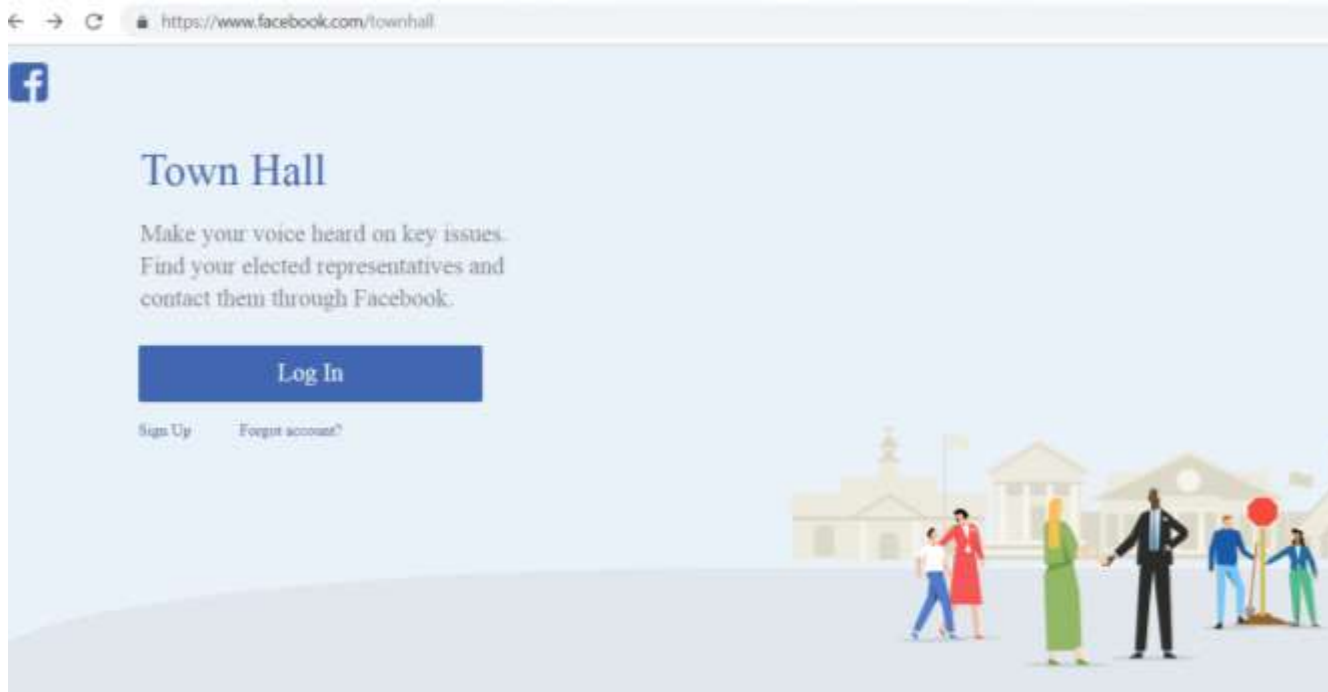 https://www.facebook.com/townhall
f
Town Hall
Make your voice heard on key issues.
Find your elected representatives and
contact them through Facebook.
Log In
Sign Up Forgot account?